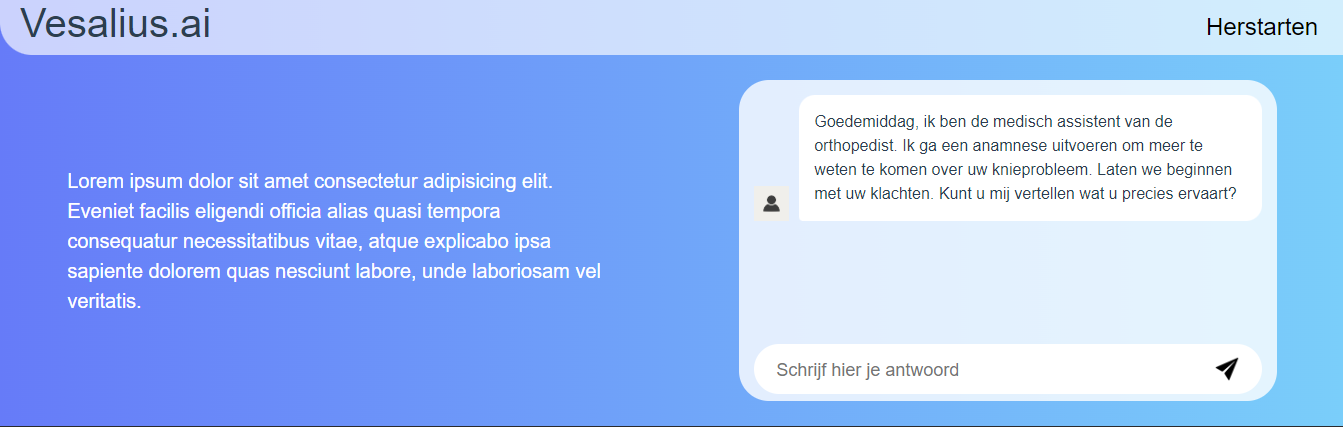 Vesalius.ai
Herstarten
Lorem ipsum dolor sit amet consectetur adipisicing elit.
Eveniet facilis eligendi officia alias quasi tempora
consequatur necessitatibus vitae, atque explicabo ipsa
sapiente dolorem quas nesciunt labore, unde laboriosam vel
veritatis.
Goedemiddag, ik ben de medisch assistent van de
orthopedist. Ik ga een anamnese uitvoeren om meer te
weten te komen over uw knieprobleem. Laten we beginnen
met uw klachten. Kunt u mij vertellen wat u precies ervaart?
Schrijf hier je antwoord